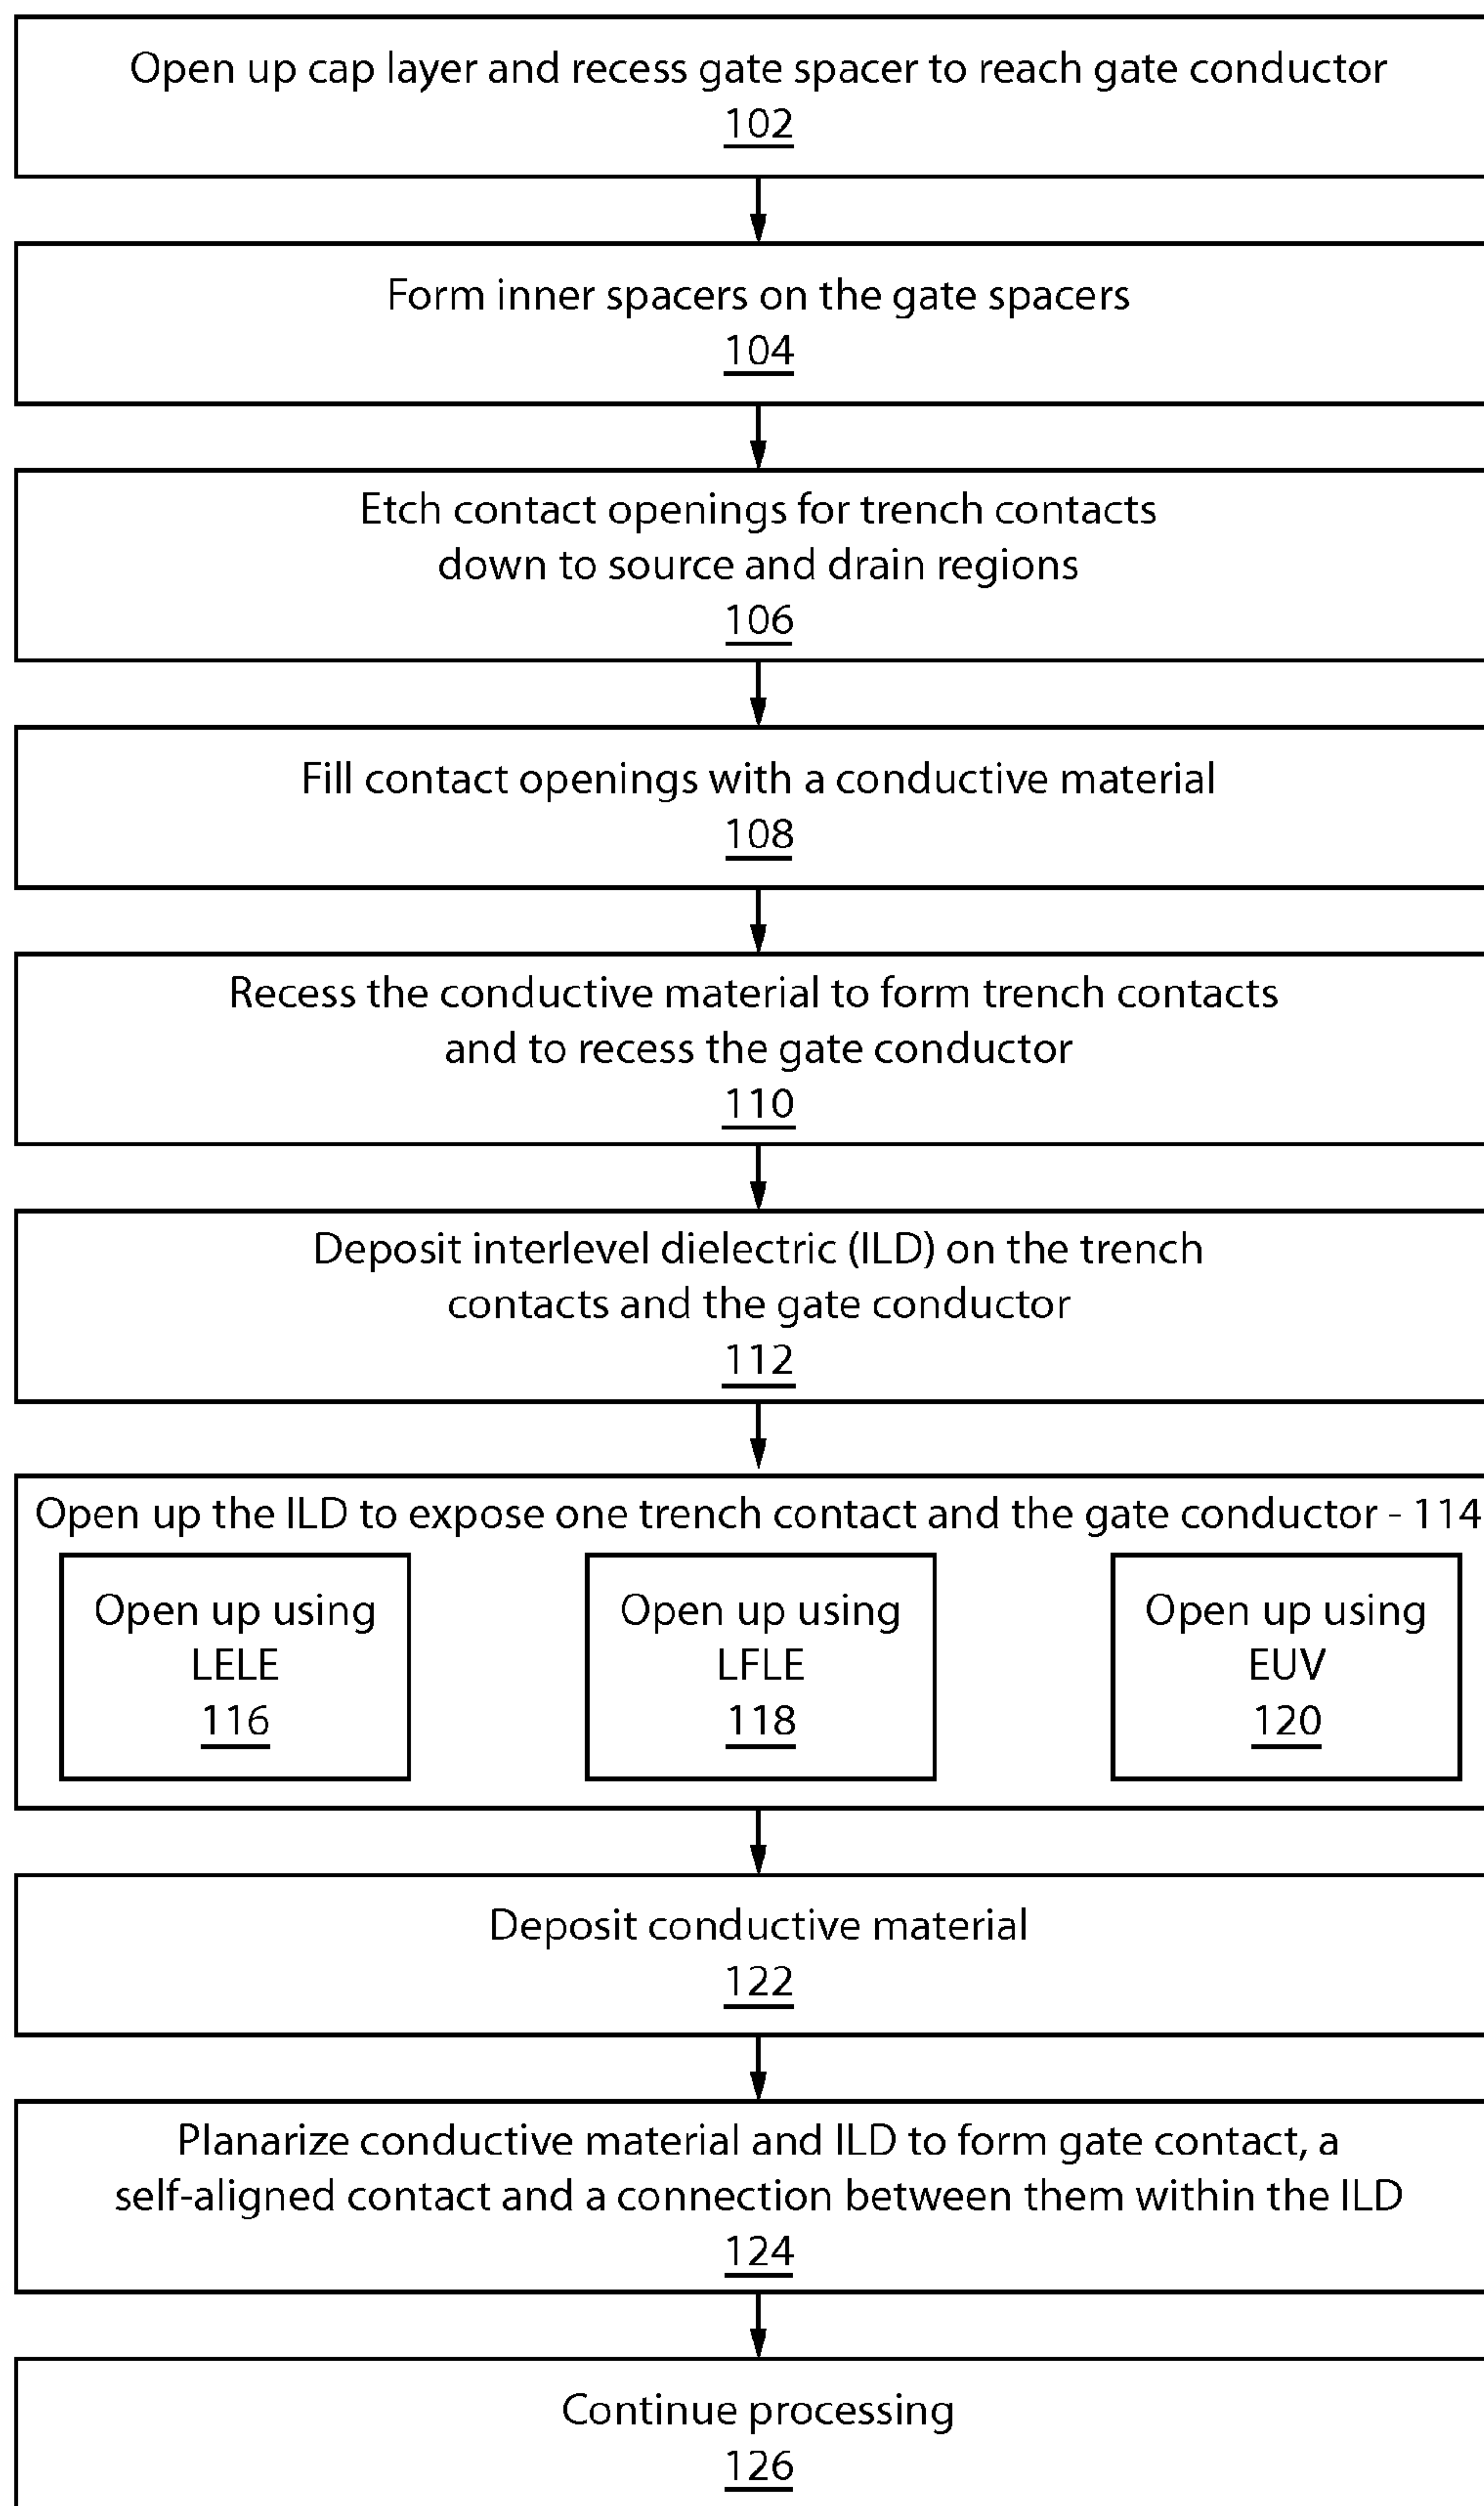 Open up cap layer and recess gate spacer to reach gate conductor
102
Form inner spacers on the gate spacers
104
Etch contact openings for trench contacts
down to source and drain regions
106
Fill contact openings with a conductive material
108
Recess the conductive material to form trench contacts
and to recess the gate conductor
110
Deposit interlevel dielectric (ILD) on the trench
contacts and the gate conductor
112
Open up the ILD to expose one trench contact and the gate conductor - 114
Open up using
LELE
116
Open up using
LFLE
118
Open up using
EUV
120
Deposit conductive material
122
Planarize conductive material and ILD to form gate contact, a
self-aligned contact and a connection between them within the ILD
124
Continue processing
126